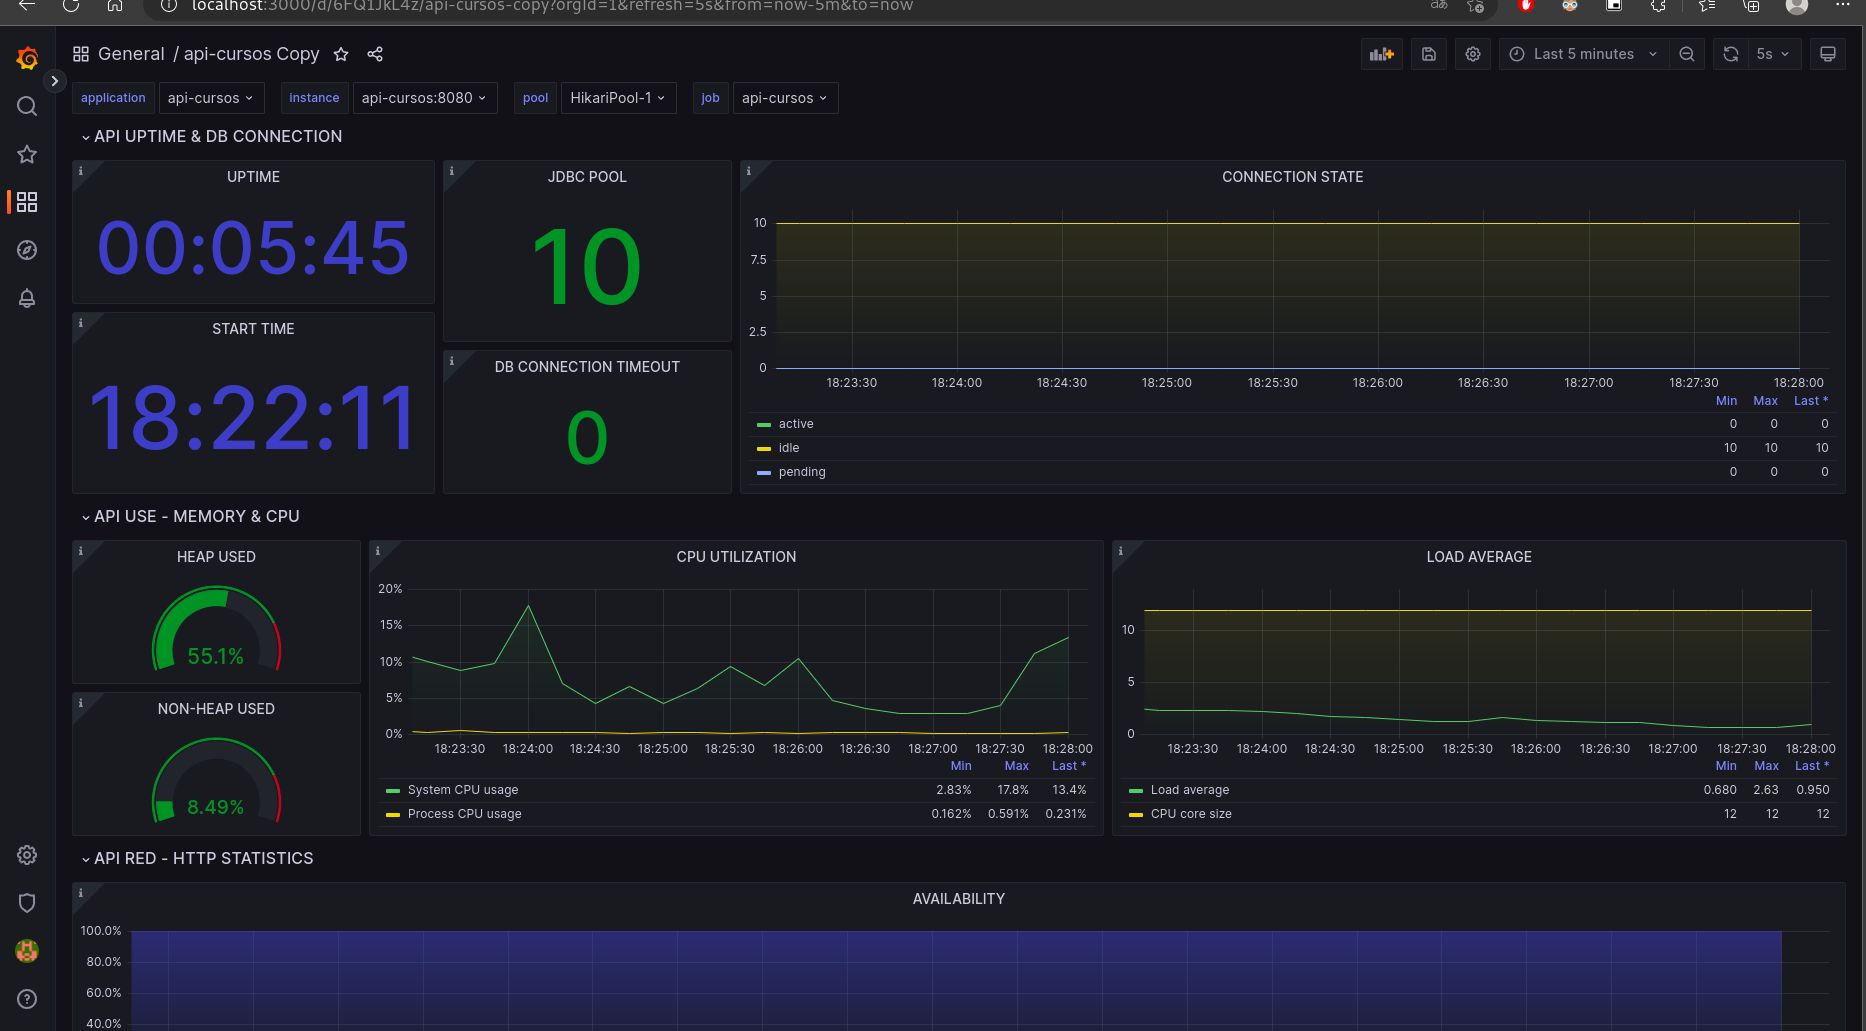 localhost:3000/d/6FQ1JkL4z/api-cursos-copy?orgId=1&refresh=5s&from=now-5m&to=now
General / api-cursos Copy
Last 5 minutes
5s
application api-cursos
instance api-cursos:8080
pool HikariPool-1
job api-cursos
API UPTIME & DB CONNECTION
UPTIME
00:05:45
START TIME
18:22:11
JDBC POOL
10
DB CONNECTION TIMEOUT
0
CONNECTION STATE
10
7.5
5
2.5
0
18:23:30 18:24:00 18:24:30 18:25:00 18:25:30 18:26:00 18:26:30 18:27:00 18:27:30 18:28:00
Min Max Last *
active 0 0 0
idle 10 10 10
pending 0 0 0
API USE - MEMORY & CPU
HEAP USED
55.1%
NON-HEAP USED
8.49%
CPU UTILIZATION
20%
15%
10%
5%
0%
18:23:30 18:24:00 18:24:30 18:25:00 18:25:30 18:26:00 18:26:30 18:27:00 18:27:30 18:28:00
Min Max Last *
System CPU usage 2.83% 17.8% 13.4%
Process CPU usage 0.162% 0.591% 0.231%
LOAD AVERAGE
10
5
0
18:23:30 18:24:00 18:24:30 18:25:00 18:25:30 18:26:00 18:26:30 18:27:00 18:27:30 18:28:00
Min Max Last *
Load average 0.680 2.63 0.950
CPU core size 12 12 12
API RED - HTTP STATISTICS
AVAILABILITY
100.0%
80.0%
60.0%
40.0%